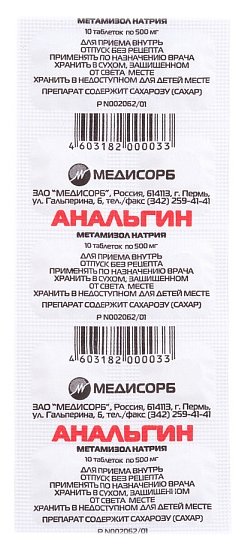 МЕТАМИЗОЛ НАТРИЯ
10 таблеток по 500 мг
ДЛЯ ПРИЕМА ВНУТРЬ
ОТПУСК БЕЗ РЕЦЕПТА
ПРИМЕНЯТЬ ПО НАЗНАЧЕНИЮ ВРАЧА
ХРАНИТЬ В СУХОМ, ЗАЩИЩЕННОМ
ОТ СВЕТА МЕСТЕ
ХРАНИТЬ В НЕДОСТУПНОМ ДЛЯ ДЕТЕЙ МЕСТЕ
ПРЕПАРАТ СОДЕРЖИТ САХАРОЗУ (САХАР)
Р N002062/01
4 603182 000033
МЕДИСОРБ
ЗАО "МЕДИСОРБ", Россия, 614113, г. Пермь,
ул. Гальперина, 6, тел./факс (342) 259-41-41
АНАЛЬГИН
МЕТАМИЗОЛ НАТРИЯ
10 таблеток по 500 мг
ДЛЯ ПРИЕМА ВНУТРЬ
ОТПУСК БЕЗ РЕЦЕПТА
ПРИМЕНЯТЬ ПО НАЗНАЧЕНИЮ ВРАЧА
ХРАНИТЬ В СУХОМ, ЗАЩИЩЕННОМ
ОТ СВЕТА МЕСТЕ
ХРАНИТЬ В НЕДОСТУПНОМ ДЛЯ ДЕТЕЙ МЕСТЕ
ПРЕПАРАТ СОДЕРЖИТ САХАРОЗУ (САХАР)
Р N002062/01
4 603182 000033
МЕДИСОРБ
ЗАО "МЕДИСОРБ", Россия, 614113, г. Пермь,
ул. Гальперина, 6, тел./факс (342) 259-41-41
АНАЛЬГИН
МЕТАМИЗОЛ НАТРИЯ
10 таблеток по 500 мг
ДЛЯ ПРИЕМА ВНУТРЬ
ОТПУСК БЕЗ РЕЦЕПТА
ПРИМЕНЯТЬ ПО НАЗНАЧЕНИЮ ВРАЧА
ХРАНИТЬ В СУХОМ, ЗАЩИЩЕННОМ
ОТ СВЕТА МЕСТЕ
ХРАНИТЬ В НЕДОСТУПНОМ ДЛЯ ДЕТЕЙ МЕСТЕ
ПРЕПАРАТ СОДЕРЖИТ САХАРОЗУ (САХАР)
Р N002062/01